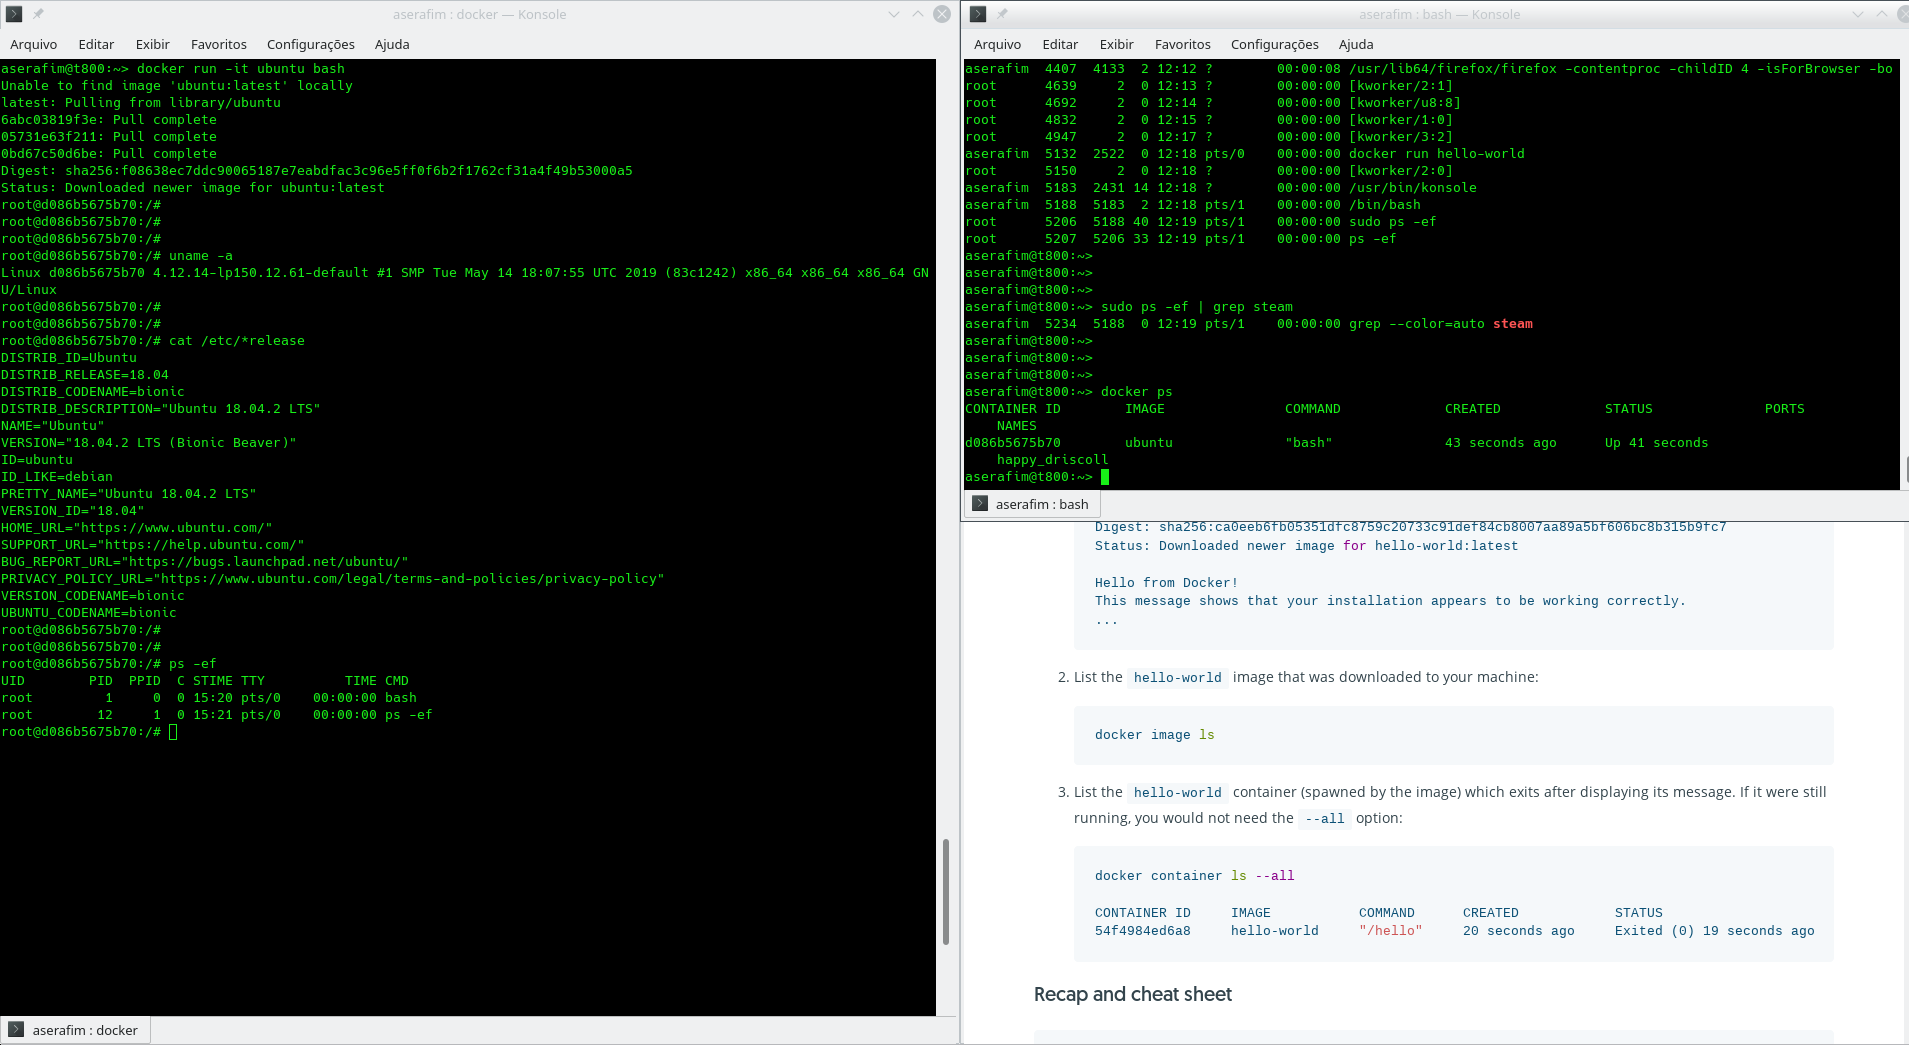 aserafim : docker — Konsole
Arquivo Editar Exibir Favoritos Configurações Ajuda
aserafim@t800:~> docker run -it ubuntu bash
Unable to find image 'ubuntu:latest' locally
latest: Pulling from library/ubuntu
6abc03819f3e: Pull complete
05731e63f211: Pull complete
0bd67c50d6be: Pull complete
Digest: sha256:f08638ec7ddc90065187e7eabdfac3c96e5ff0f6b2f1762cf31a4f49b53000a5
Status: Downloaded newer image for ubuntu:latest
root@d086b5675b70:/#
root@d086b5675b70:/#
root@d086b5675b70:/#
root@d086b5675b70:/# uname -a
Linux d086b5675b70 4.12.14-lp150.12.61-default #1 SMP Tue May 14 18:07:55 UTC 2019 (83c1242) x86_64 x86_64 x86_64 GN
U/Linux
root@d086b5675b70:/#
root@d086b5675b70:/#
root@d086b5675b70:/# cat /etc/*release
DISTRIB_ID=Ubuntu
DISTRIB_RELEASE=18.04
DISTRIB_CODENAME=bionic
DISTRIB_DESCRIPTION="Ubuntu 18.04.2 LTS"
NAME="Ubuntu"
VERSION="18.04.2 LTS (Bionic Beaver)"
ID=ubuntu
ID_LIKE=debian
PRETTY_NAME="Ubuntu 18.04.2 LTS"
VERSION_ID="18.04"
HOME_URL="https://www.ubuntu.com/"
SUPPORT_URL="https://help.ubuntu.com/"
BUG_REPORT_URL="https://bugs.launchpad.net/ubuntu/"
PRIVACY_POLICY_URL="https://www.ubuntu.com/legal/terms-and-policies/privacy-policy"
VERSION_CODENAME=bionic
UBUNTU_CODENAME=bionic
root@d086b5675b70:/#
root@d086b5675b70:/#
root@d086b5675b70:/# ps -ef
UID PID PPID C STIME TTY TIME CMD
root 1 0 0 15:20 pts/0 00:00:00 bash
root 12 1 0 15:21 pts/0 00:00:00 ps -ef
root@d086b5675b70:/#
aserafim : docker
aserafim : bash — Konsole
Arquivo Editar Exibir Favoritos Configurações Ajuda
aserafim 4407 4133 2 12:12 ? 00:00:08 /usr/lib64/firefox/firefox -contentproc -childID 4 -isForBrowser -bo
root 4639 2 0 12:13 ? 00:00:00 [kworker/2:1]
root 4692 2 0 12:14 ? 00:00:00 [kworker/u8:8]
root 4832 2 0 12:15 ? 00:00:00 [kworker/1:0]
root 4947 2 0 12:17 ? 00:00:00 [kworker/3:2]
aserafim 5132 2522 0 12:18 pts/0 00:00:00 docker run hello-world
root 5150 2 0 12:18 ? 00:00:00 [kworker/2:0]
aserafim 5183 2431 14 12:18 ? 00:00:00 /usr/bin/konsole
aserafim 5188 5183 2 12:18 pts/1 00:00:00 /bin/bash
root 5206 5188 40 12:19 pts/1 00:00:00 sudo ps -ef
root 5207 5206 33 12:19 pts/1 00:00:00 ps -ef
aserafim@t800:~>
aserafim@t800:~>
aserafim@t800:~>
aserafim@t800:~> sudo ps -ef | grep steam
aserafim 5234 5188 0 12:19 pts/1 00:00:00 grep --color=auto steam
aserafim@t800:~>
aserafim@t800:~>
aserafim@t800:~>
aserafim@t800:~> docker ps
CONTAINER ID IMAGE COMMAND CREATED STATUS PORTS
NAMES
d086b5675b70 ubuntu "bash" 43 seconds ago Up 41 seconds
happy_driscoll
aserafim@t800:~>
aserafim : bash
Digest: sha256:ca0eeb6fb05351dfc8759c20733c91def84cb8007aa89a5bf606bc8b315b9fc7
Status: Downloaded newer image for hello-world:latest
Hello from Docker!
This message shows that your installation appears to be working correctly.
...
2. List the hello-world image that was downloaded to your machine:
docker image ls
3. List the hello-world container (spawned by the image) which exits after displaying its message. If it were still
running, you would not need the --all option:
docker container ls --all
CONTAINER ID IMAGE COMMAND CREATED STATUS
54f4984ed6a8 hello-world "/hello" 20 seconds ago Exited (0) 19 seconds ago
Recap and cheat sheet